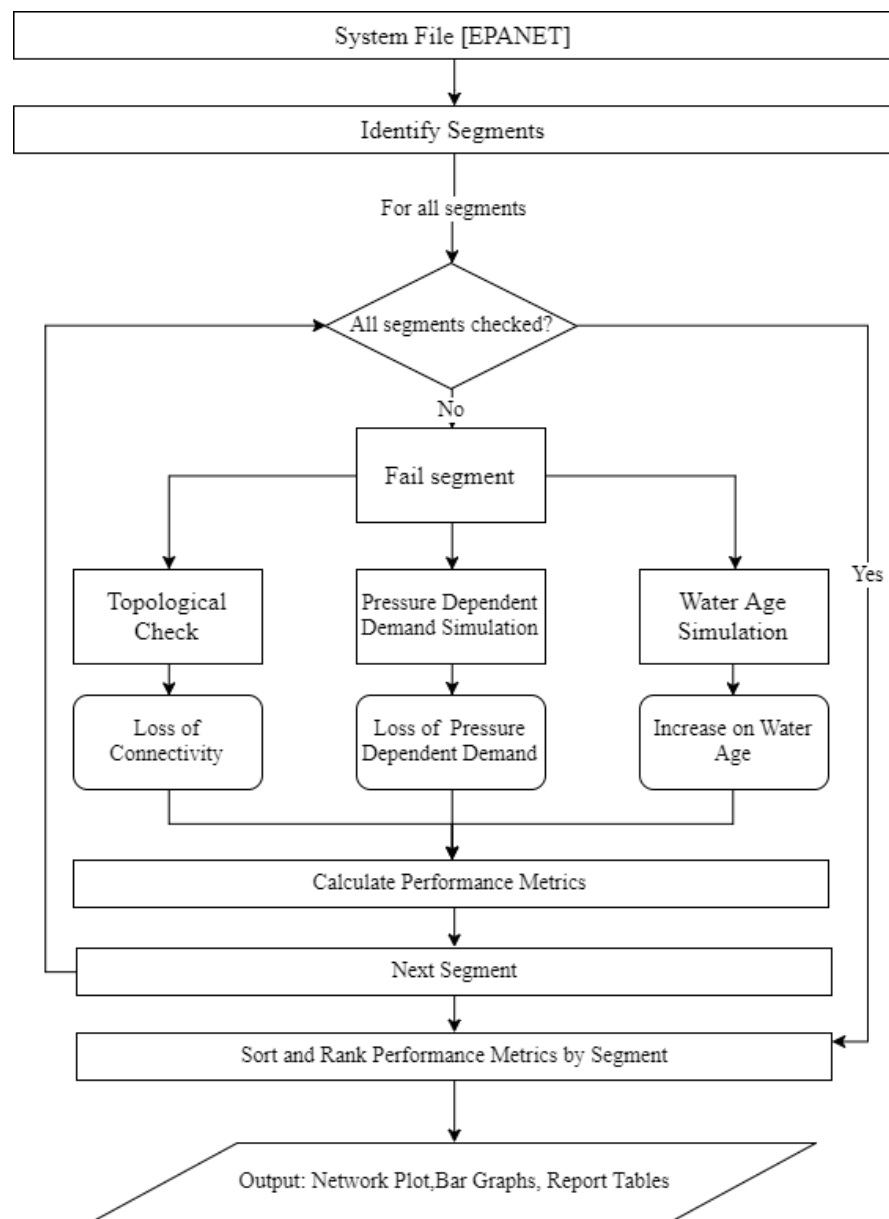 System File [EPANET]
Identify Segments
For all segments
All segments checked?
No
Yes
Fail segment
Topological
Check
Pressure Dependent
Demand Simulation
Water Age
Simulation
Loss of
Connectivity
Loss of Pressure
Dependent Demand
Increase on Water
Age
Calculate Performance Metrics
Next Segment
Sort and Rank Performance Metrics by Segment
Output: Network Plot,Bar Graphs, Report Tables